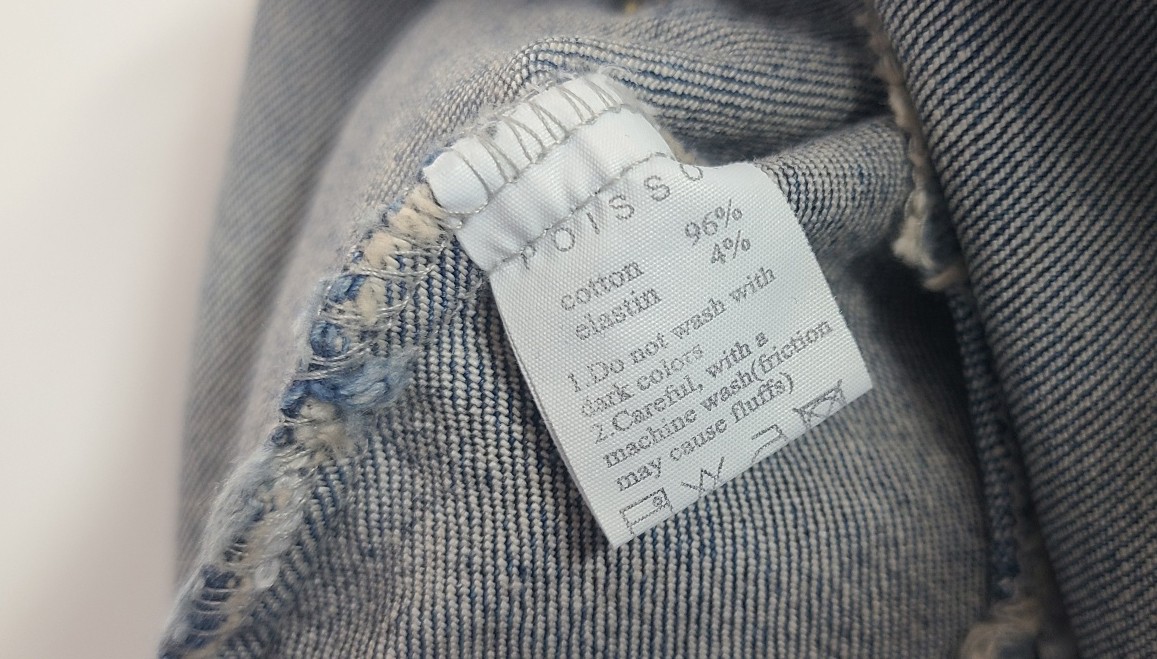 poisso
cotton 96%
elastin 4%
1.Do not wash with
dark colors
2.Careful, with a
machine wash(friction
may cause fluffs)